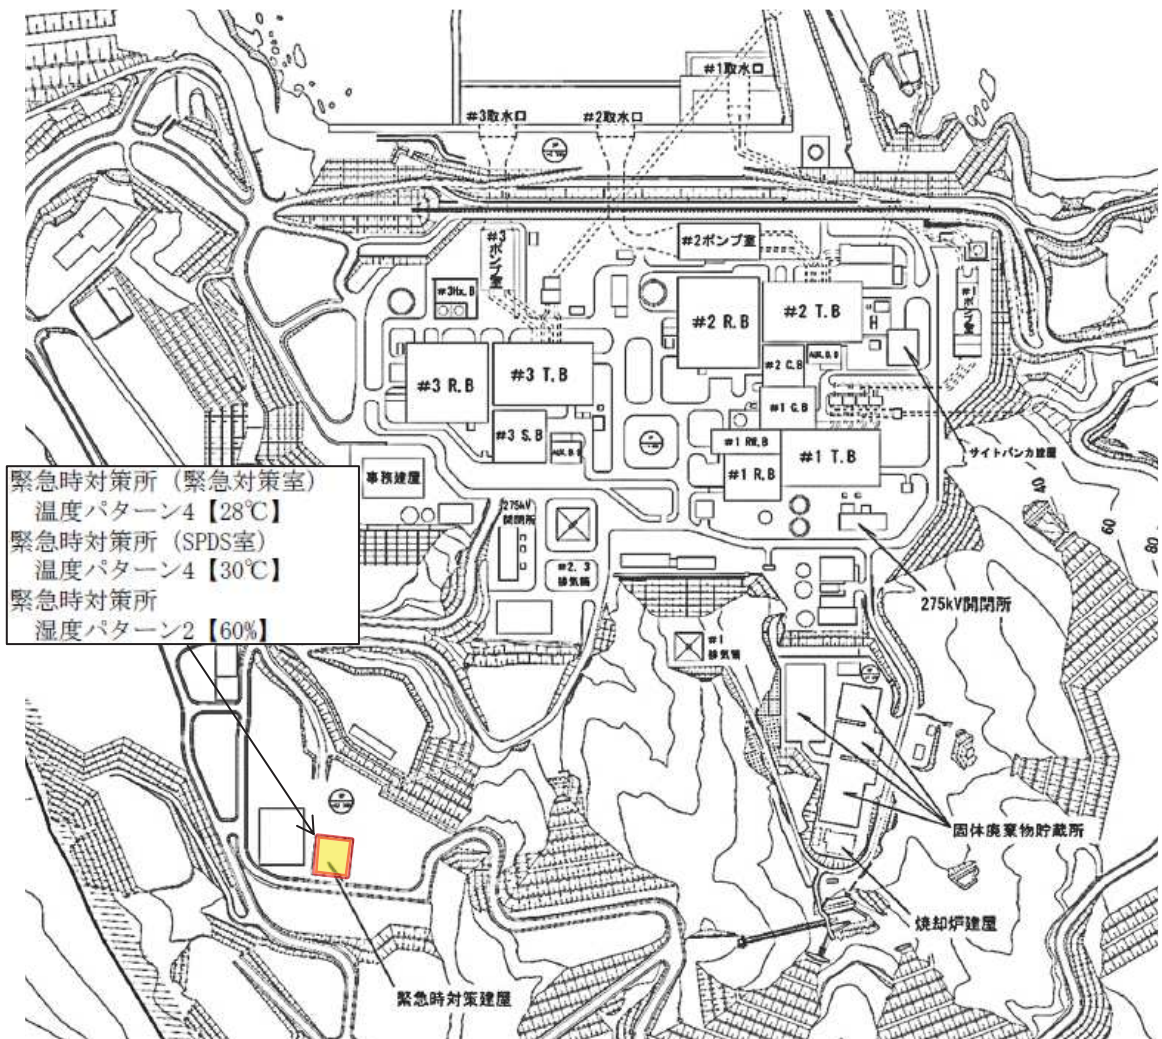 #1取水口
#3取水口
#2取水口
#3ポンプ室
#2ポンプ室
#3Hx.B
#1ポンプ室
#2 R.B
#2 T.B
#2 C.B
AUX.B.B
#3 R.B
#3 T.B
#1 C.B
#3 S.B
AUX.B.B
#1 RW.B
#1 R.B
#1 T.B
サイトバンカ建屋
緊急時対策所(緊急対策室)
温度パターン4【28℃】
緊急時対策所(SPDS室)
温度パターン4【30℃】
緊急時対策所
湿度パターン2【60%】
事務建屋
275kV
開閉所
#2,3
排気筒
275kV開閉所
#1
排気筒
40
60
80
固体廃棄物貯蔵所
焼却炉建屋
緊急時対策建屋